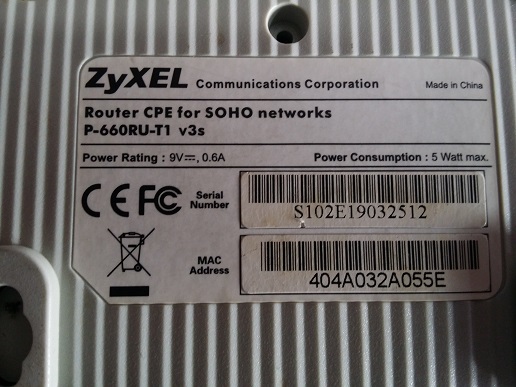 ZyXEL Communications Corporation Made in China
Router CPE for SOHO networks
P-660RU-T1 v3s
Power Rating : 9V⎓, 0.6A Power Consumption : 5 Watt max.
CE FC Serial Number
S102E19032512
MAC Address
404A032A055E